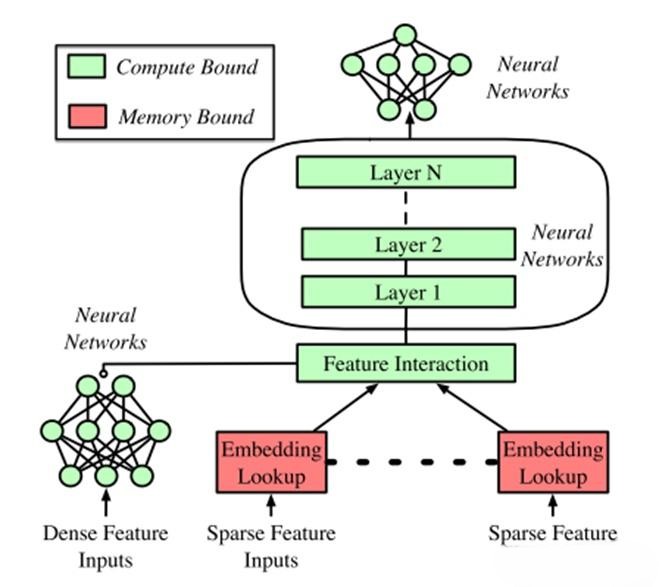 Compute Bound
Memory Bound
Neural
Networks
Layer N
Layer 2
Layer 1
Neural
Networks
Neural
Networks
Feature Interaction
Embedding
Lookup
Embedding
Lookup
Dense Feature
Inputs
Sparse Feature
Inputs
Sparse Feature